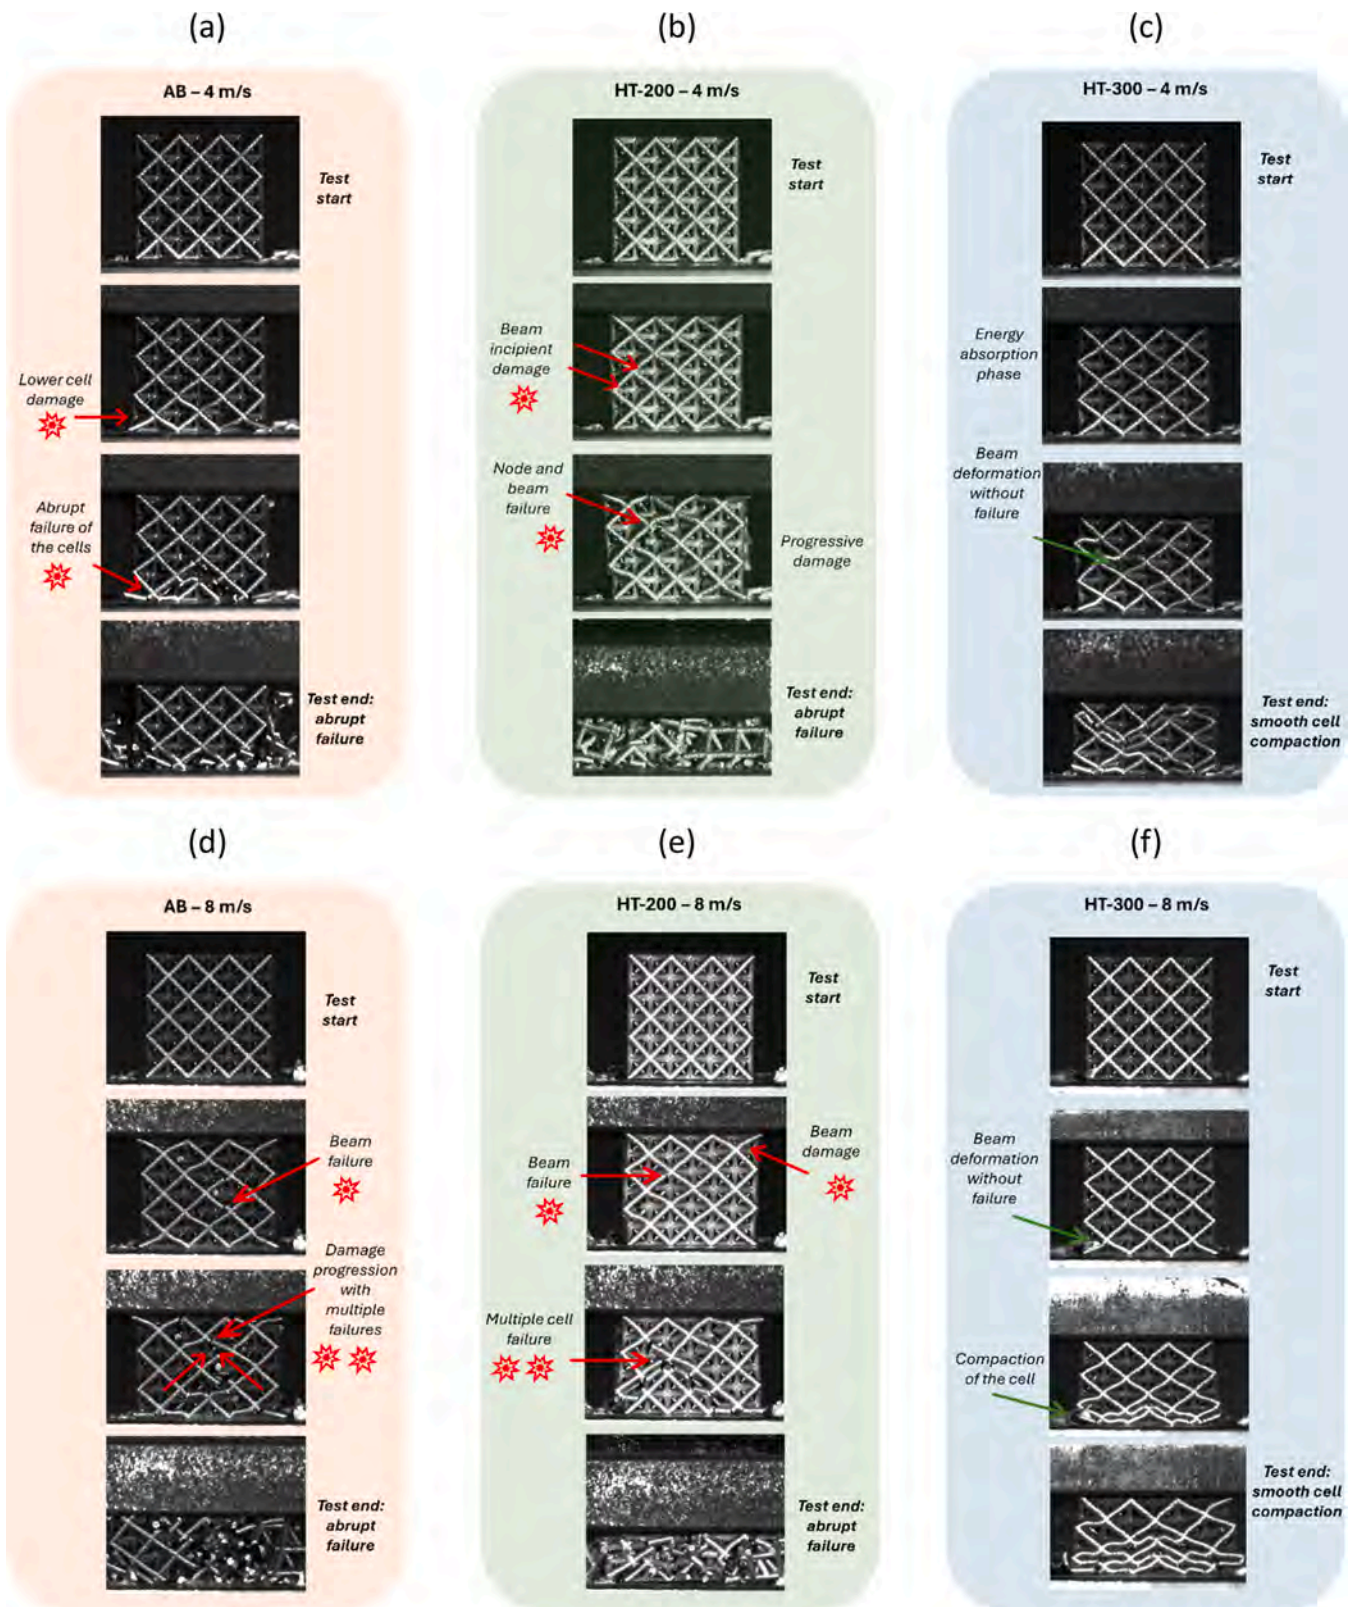 (a)
AB – 4 m/s
Test
start
Lower cell
damage
Abrupt
failure of
the cells
Test end:
abrupt
failure
(b)
HT-200 – 4 m/s
Test
start
Beam
incipient
damage
Node and
beam
failure
Progressive
damage
Test end:
abrupt
failure
(c)
HT-300 – 4 m/s
Test
start
Energy
absorption
phase
Beam
deformation
without
failure
Test end:
smooth cell
compaction
(d)
AB – 8 m/s
Test
start
Beam
failure
Damage
progression
with
multiple
failures
Test end:
abrupt
failure
(e)
HT-200 – 8 m/s
Test
start
Beam
damage
Beam
failure
Multiple cell
failure
Test end:
abrupt
failure
(f)
HT-300 – 8 m/s
Test
start
Beam
deformation
without
failure
Compaction
of the cell
Test end:
smooth cell
compaction